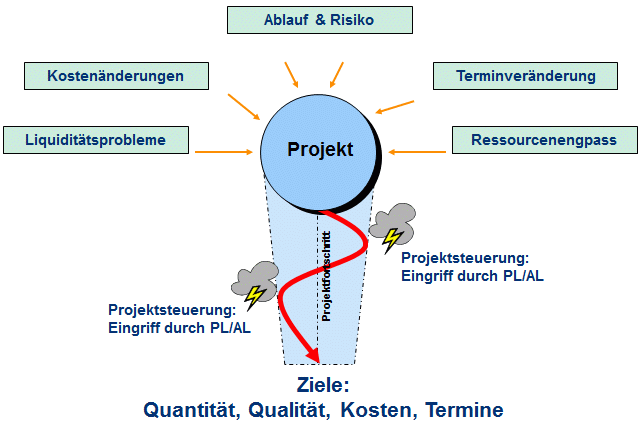 Ablauf & Risiko
Kostenänderungen
Terminveränderung
Liquiditätsprobleme
Projekt
Ressourcenengpass
Projektfortschritt
Projektsteuerung:
Eingriff durch PL/AL
Projektsteuerung:
Eingriff durch PL/AL
Ziele:
Quantität, Qualität, Kosten, Termine